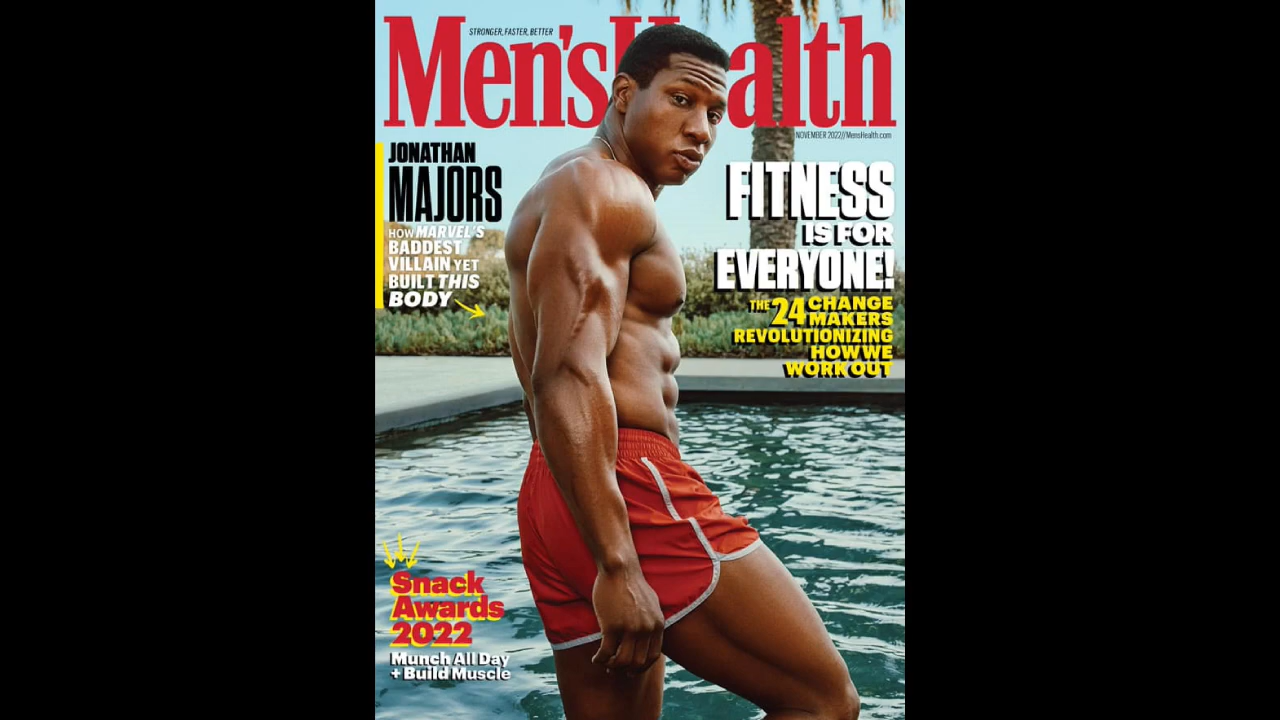 STRONGER, FASTER, BETTER
Men's Health
NOVEMBER 2022//MensHealth.com
JONATHAN
MAJORS
HOW MARVEL'S
BADDEST
VILLAIN YET
BUILT THIS
BODY
FITNESS
IS FOR
EVERYONE!
THE 24 CHANGE
MAKERS
REVOLUTIONIZING
HOW WE
WORK OUT
Snack
Awards
2022
Munch All Day
+ Build Muscle